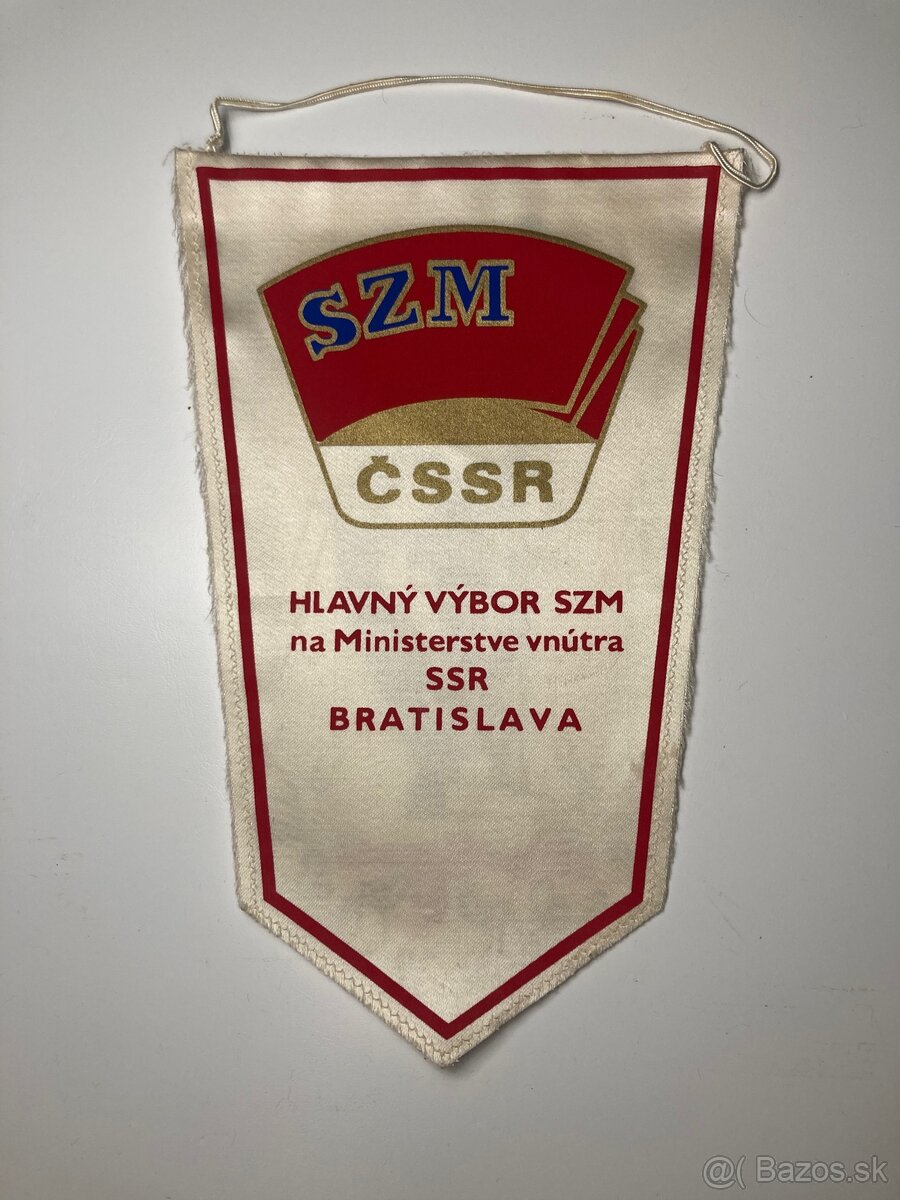 SZM
ČSSR
HLAVNÝ VÝBOR SZM
na Ministerstve vnútra
SSR
BRATISLAVA
@( Bazos.sk